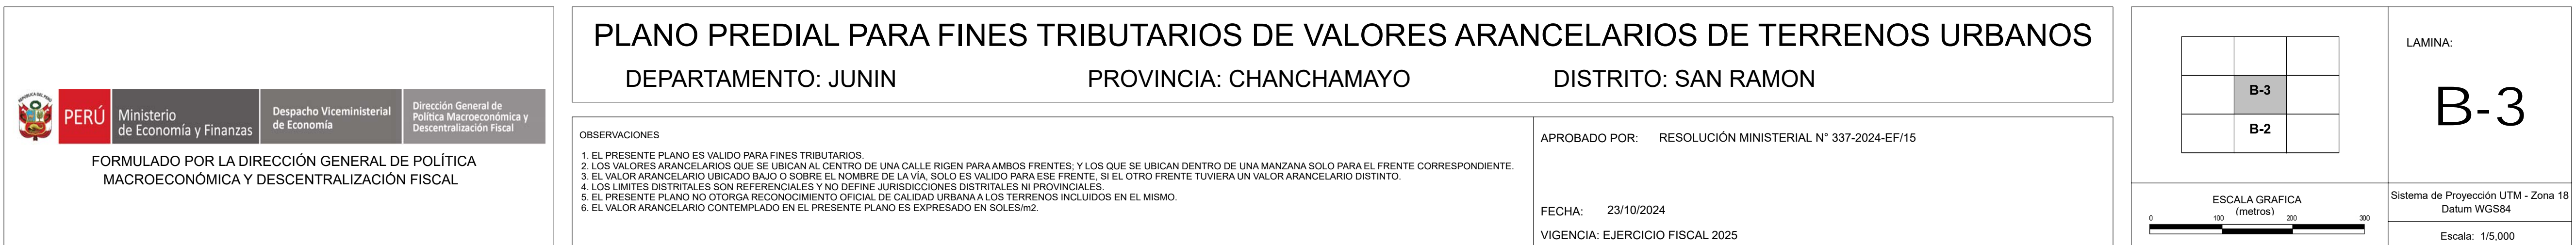 REPÚBLICA DEL PERÚ
PERÚ
Ministerio
de Economía y Finanzas
Despacho Viceministerial
de Economía
Dirección General de
Política Macroeconómica y
Descentralización Fiscal
FORMULADO POR LA DIRECCIÓN GENERAL DE POLÍTICA
MACROECONÓMICA Y DESCENTRALIZACIÓN FISCAL
PLANO PREDIAL PARA FINES TRIBUTARIOS DE VALORES ARANCELARIOS DE TERRENOS URBANOS
DEPARTAMENTO: JUNIN PROVINCIA: CHANCHAMAYO DISTRITO: SAN RAMON
OBSERVACIONES
1. EL PRESENTE PLANO ES VALIDO PARA FINES TRIBUTARIOS.
2. LOS VALORES ARANCELARIOS QUE SE UBICAN AL CENTRO DE UNA CALLE RIGEN PARA AMBOS FRENTES; Y LOS QUE SE UBICAN DENTRO DE UNA MANZANA SOLO PARA EL FRENTE CORRESPONDIENTE.
3. EL VALOR ARANCELARIO UBICADO BAJO O SOBRE EL NOMBRE DE LA VÍA, SOLO ES VALIDO PARA ESE FRENTE, SI EL OTRO FRENTE TUVIERA UN VALOR ARANCELARIO DISTINTO.
4. LOS LIMITES DISTRITALES SON REFERENCIALES Y NO DEFINE JURISDICCIONES DISTRITALES NI PROVINCIALES.
5. EL PRESENTE PLANO NO OTORGA RECONOCIMIENTO OFICIAL DE CALIDAD URBANA A LOS TERRENOS INCLUIDOS EN EL MISMO.
6. EL VALOR ARANCELARIO CONTEMPLADO EN EL PRESENTE PLANO ES EXPRESADO EN SOLES/m2.
APROBADO POR: RESOLUCIÓN MINISTERIAL N° 337-2024-EF/15
FECHA: 23/10/2024
VIGENCIA: EJERCICIO FISCAL 2025
B-3
B-2
LAMINA:
B-3
ESCALA GRAFICA
(metros)
0 100 200 300
Sistema de Proyección UTM - Zona 18
Datum WGS84
Escala: 1/5,000